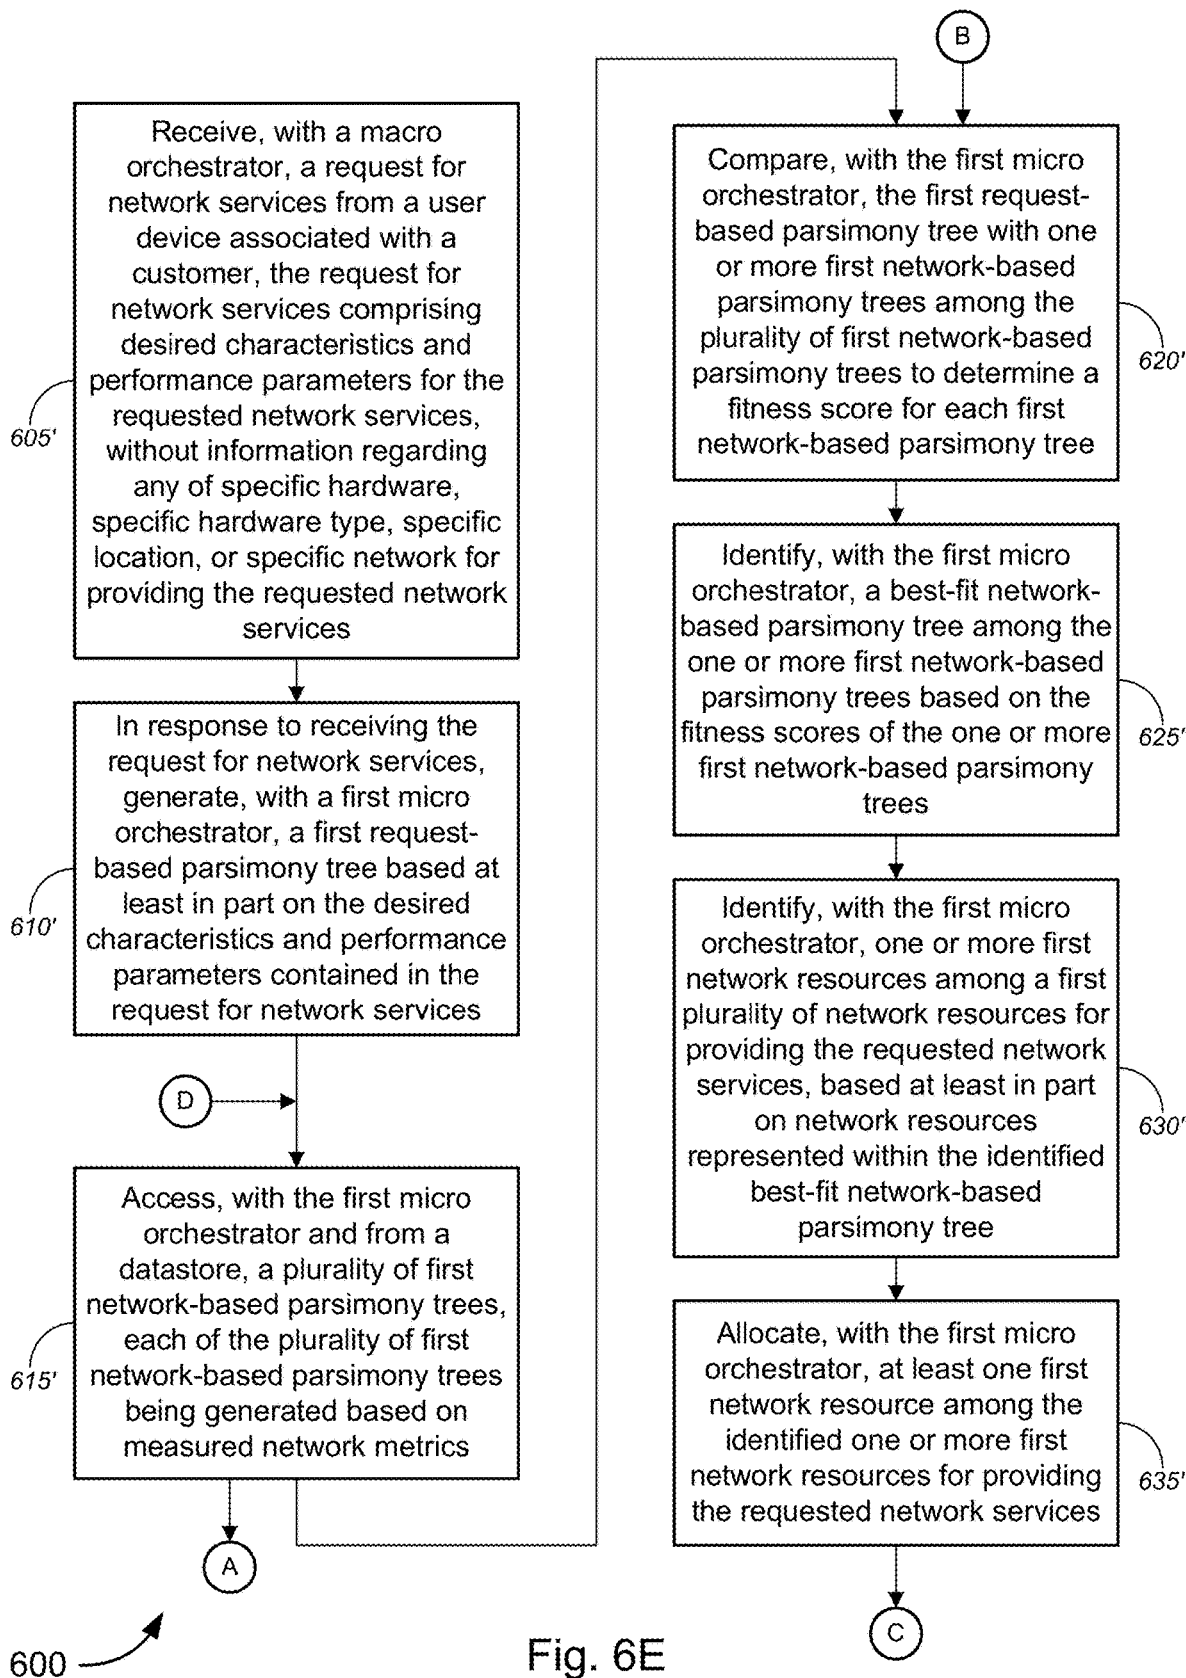 Receive, with a macro
orchestrator, a request for
network services from a user
device associated with a
customer, the request for
network services comprising
desired characteristics and
performance parameters for the
requested network services,
without information regarding
any of specific hardware,
specific hardware type, specific
location, or specific network for
providing the requested network
services
605'
In response to receiving the
request for network services,
generate, with a first micro
orchestrator, a first request-
based parsimony tree based at
least in part on the desired
characteristics and performance
parameters contained in the
request for network services
610'
D
Access, with the first micro
orchestrator and from a
datastore, a plurality of first
network-based parsimony trees,
each of the plurality of first
network-based parsimony trees
being generated based on
measured network metrics
615'
A
B
Compare, with the first micro
orchestrator, the first request-
based parsimony tree with one
or more first network-based
parsimony trees among the
plurality of first network-based
parsimony trees to determine a
fitness score for each first
network-based parsimony tree
620'
Identify, with the first micro
orchestrator, a best-fit network-
based parsimony tree among the
one or more first network-based
parsimony trees based on the
fitness scores of the one or more
first network-based parsimony
trees
625'
Identify, with the first micro
orchestrator, one or more first
network resources among a first
plurality of network resources for
providing the requested network
services, based at least in part
on network resources
represented within the identified
best-fit network-based
parsimony tree
630'
Allocate, with the first micro
orchestrator, at least one first
network resource among the
identified one or more first
network resources for providing
the requested network services
635'
C
600
Fig. 6E